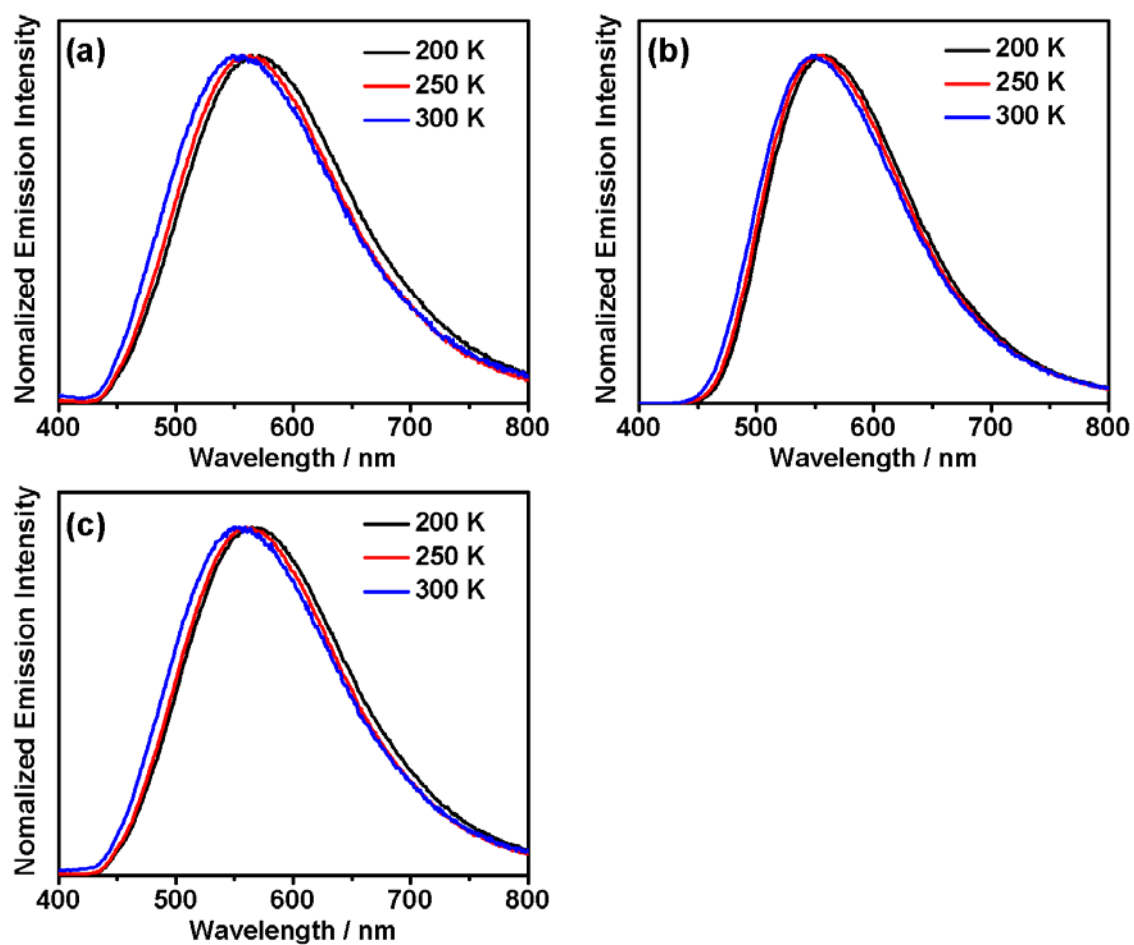 (a)
200 K
250 K
300 K
Nomalized Emission Intensity
400 500 600 700 800
Wavelength / nm
(b)
200 K
250 K
300 K
Nomalized Emission Intensity
400 500 600 700 800
Wavelength / nm
(c)
200 K
250 K
300 K
Nomalized Emission Intensity
400 500 600 700 800
Wavelength / nm